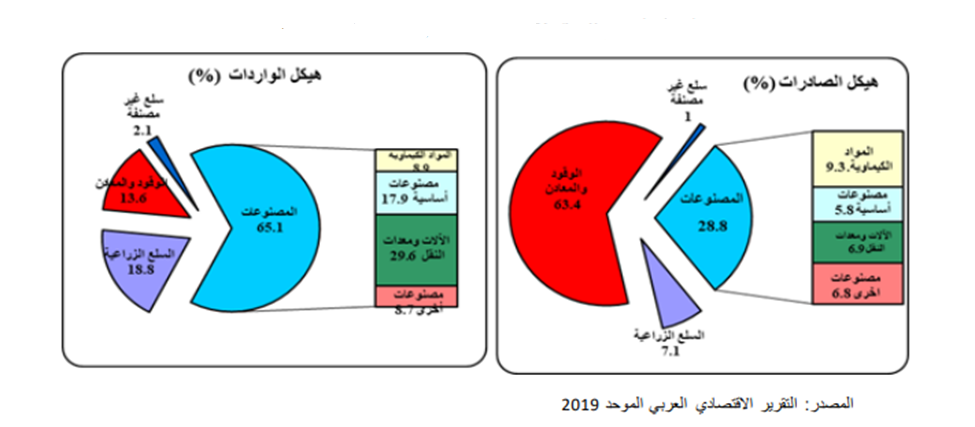 هيكل الصادرات (%)
سلع غير
مصنفة
1
الوقود
والمعادن
63.4
المصنوعات
28.8
السلع الزراعية
7.1
المواد
الكيماوية.9.3
مصنوعات
أساسية 5.8
الآلات ومعدات
النقل 6.9
مصنوعات
اخرى 6.8
هيكل الواردات (%)
سلع غير
مصنفة
2.1
الوقود والمعادن
13.6
السلع الزراعية
18.8
المصنوعات
65.1
المواد الكيماوية
8.9
مصنوعات
أساسية 17.9
الآلات ومعدات
النقل 29.6
مصنوعات
أخرى 8.7
المصدر: التقرير الاقتصادي العربي الموحد 2019